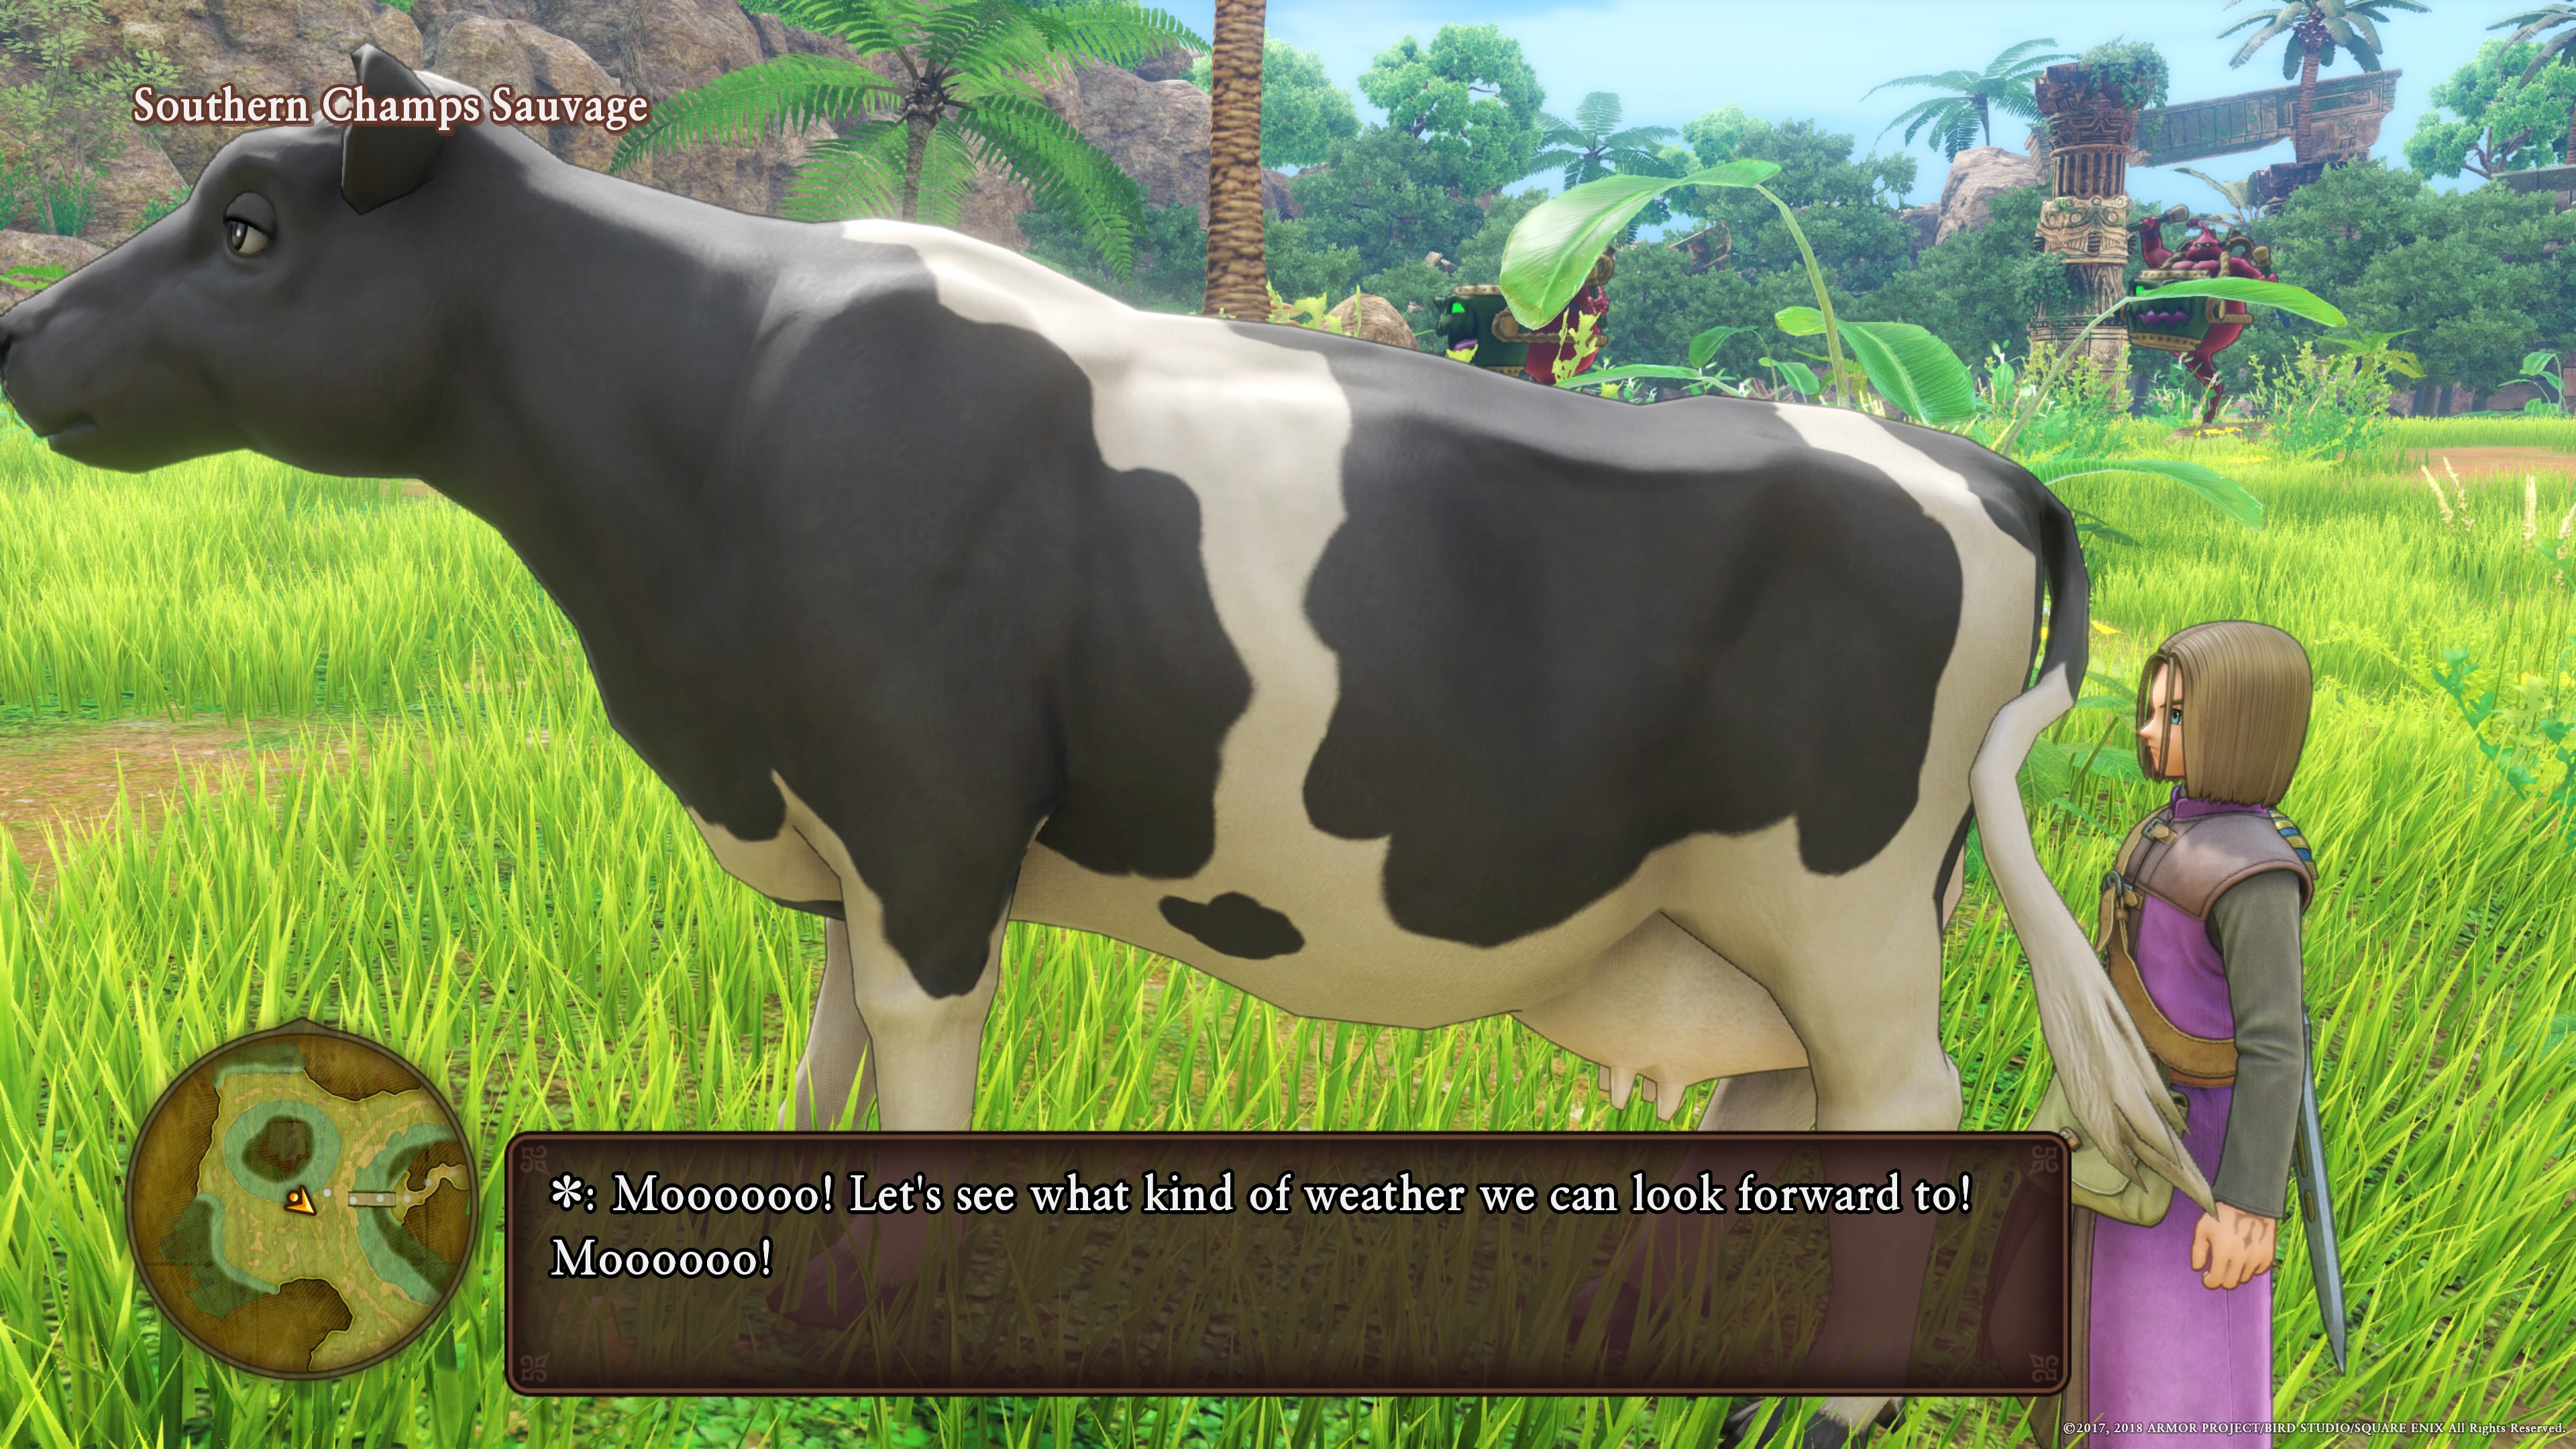 Southern Champs Sauvage
*: Moooooo! Let's see what kind of weather we can look forward to!
Moooooo!
©2017, 2018 ARMOR PROJECT/BIRD STUDIO/SQUARE ENIX All Rights Reserved.